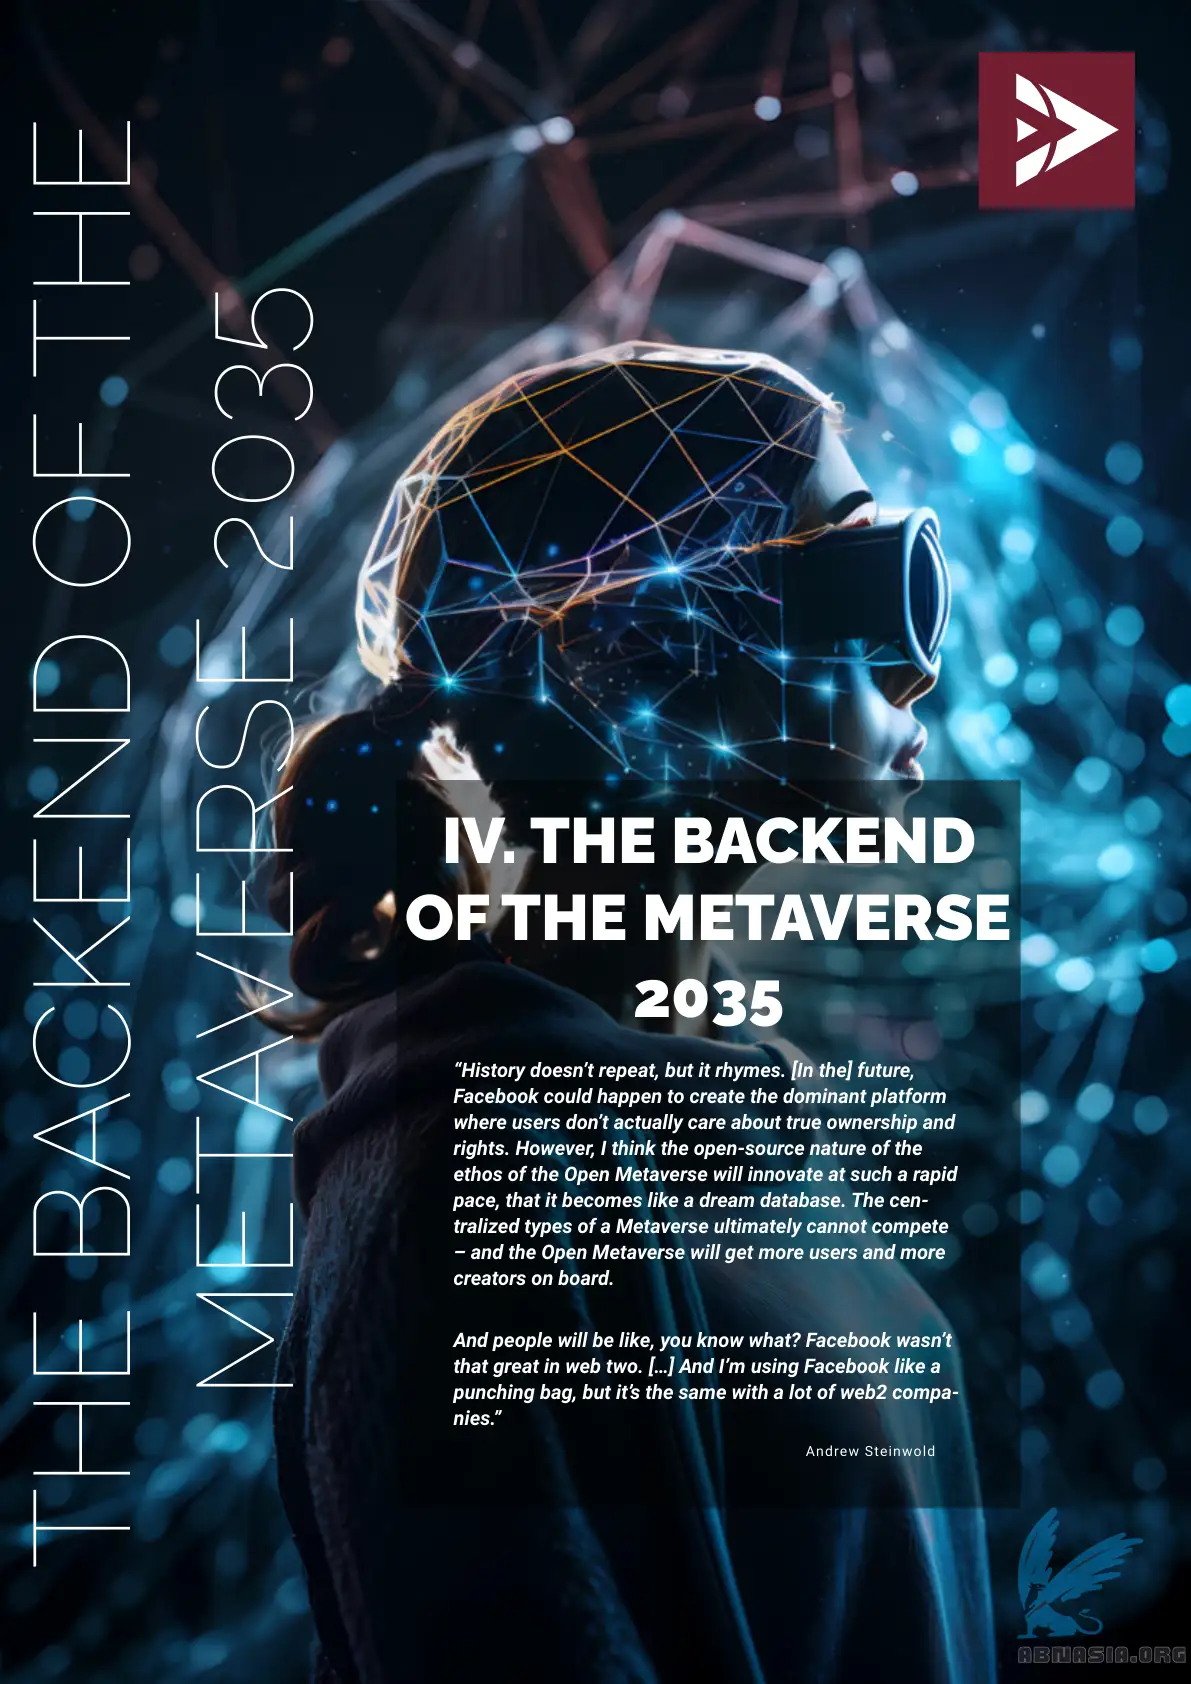 THE BACKEND OF THE
METAVERSE 2035
IV. THE BACKEND
OF THE METAVERSE
2035
“History doesn’t repeat, but it rhymes. [In the] future,
Facebook could happen to create the dominant platform
where users don’t actually care about true ownership and
rights. However, I think the open-source nature of the
ethos of the Open Metaverse will innovate at such a rapid
pace, that it becomes like a dream database. The cen-
tralized types of a Metaverse ultimately cannot compete
– and the Open Metaverse will get more users and more
creators on board.
And people will be like, you know what? Facebook wasn’t
that great in web two. [...] And I’m using Facebook like a
punching bag, but it’s the same with a lot of web2 compa-
nies.”
Andrew Steinwold
ABNASIA.ORG